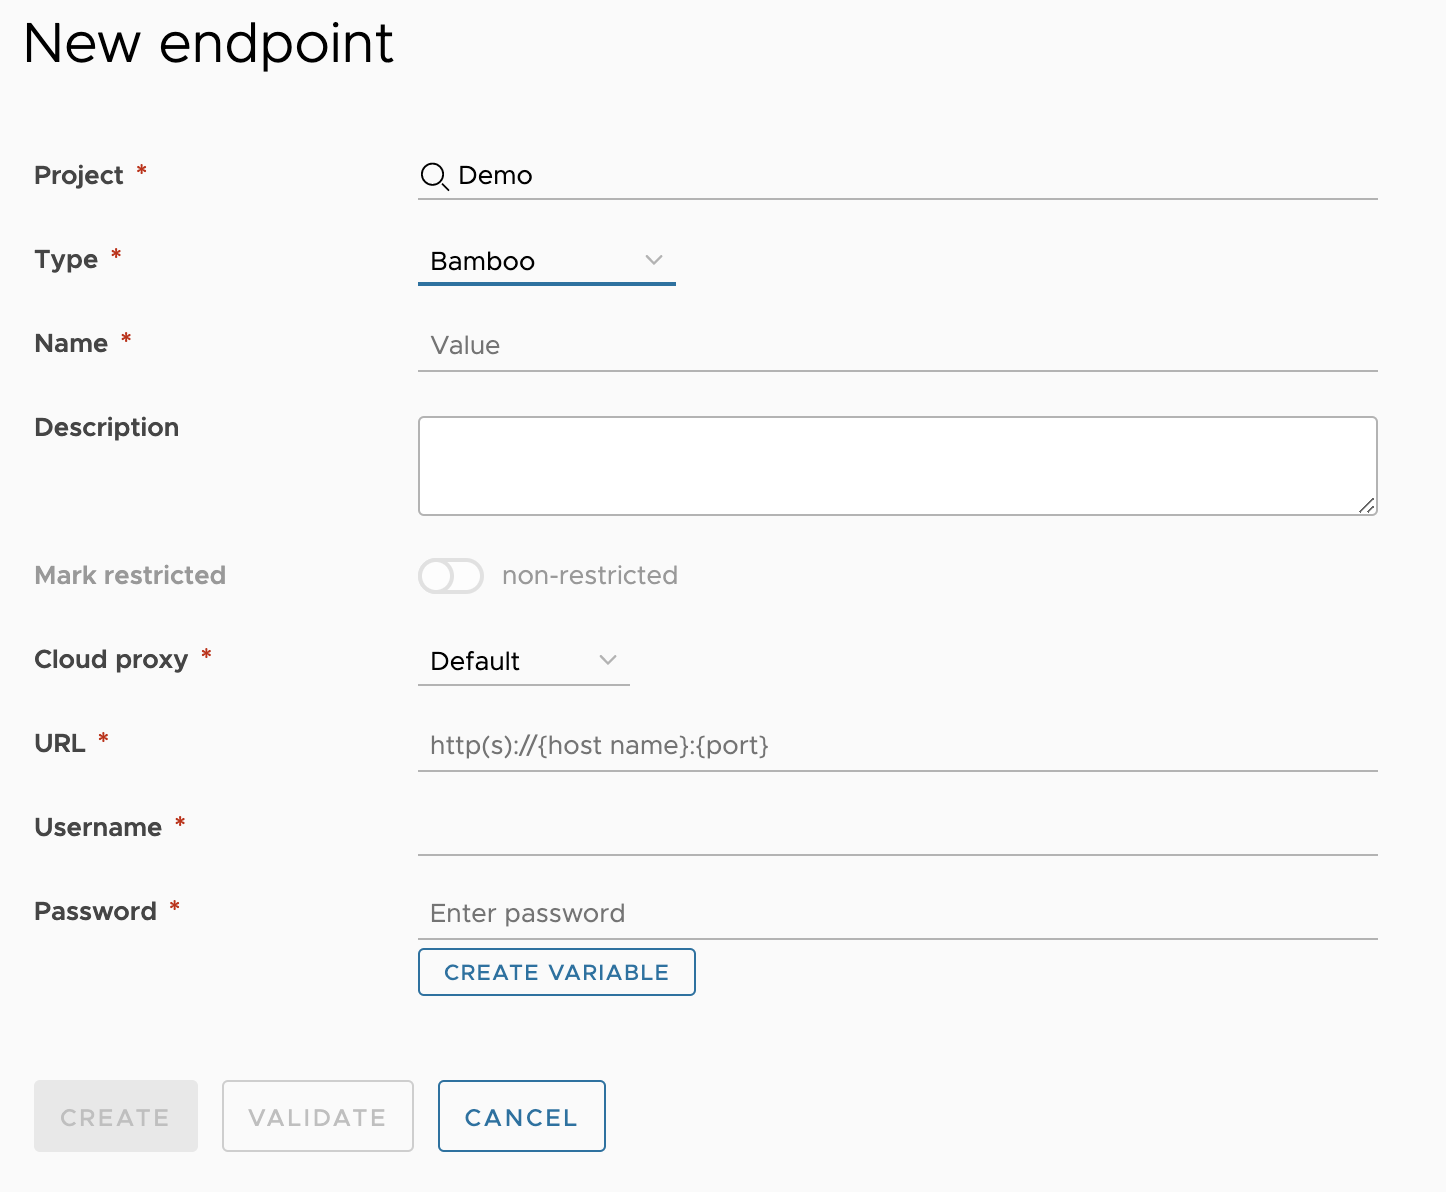 New endpoint
Project *
Demo
Type *
Bamboo
Name *
Value
Description
Mark restricted
non-restricted
Cloud proxy *
Default
URL *
http(s)://{host name}:{port}
Username *
Password *
Enter password
CREATE VARIABLE
CREATE
VALIDATE
CANCEL